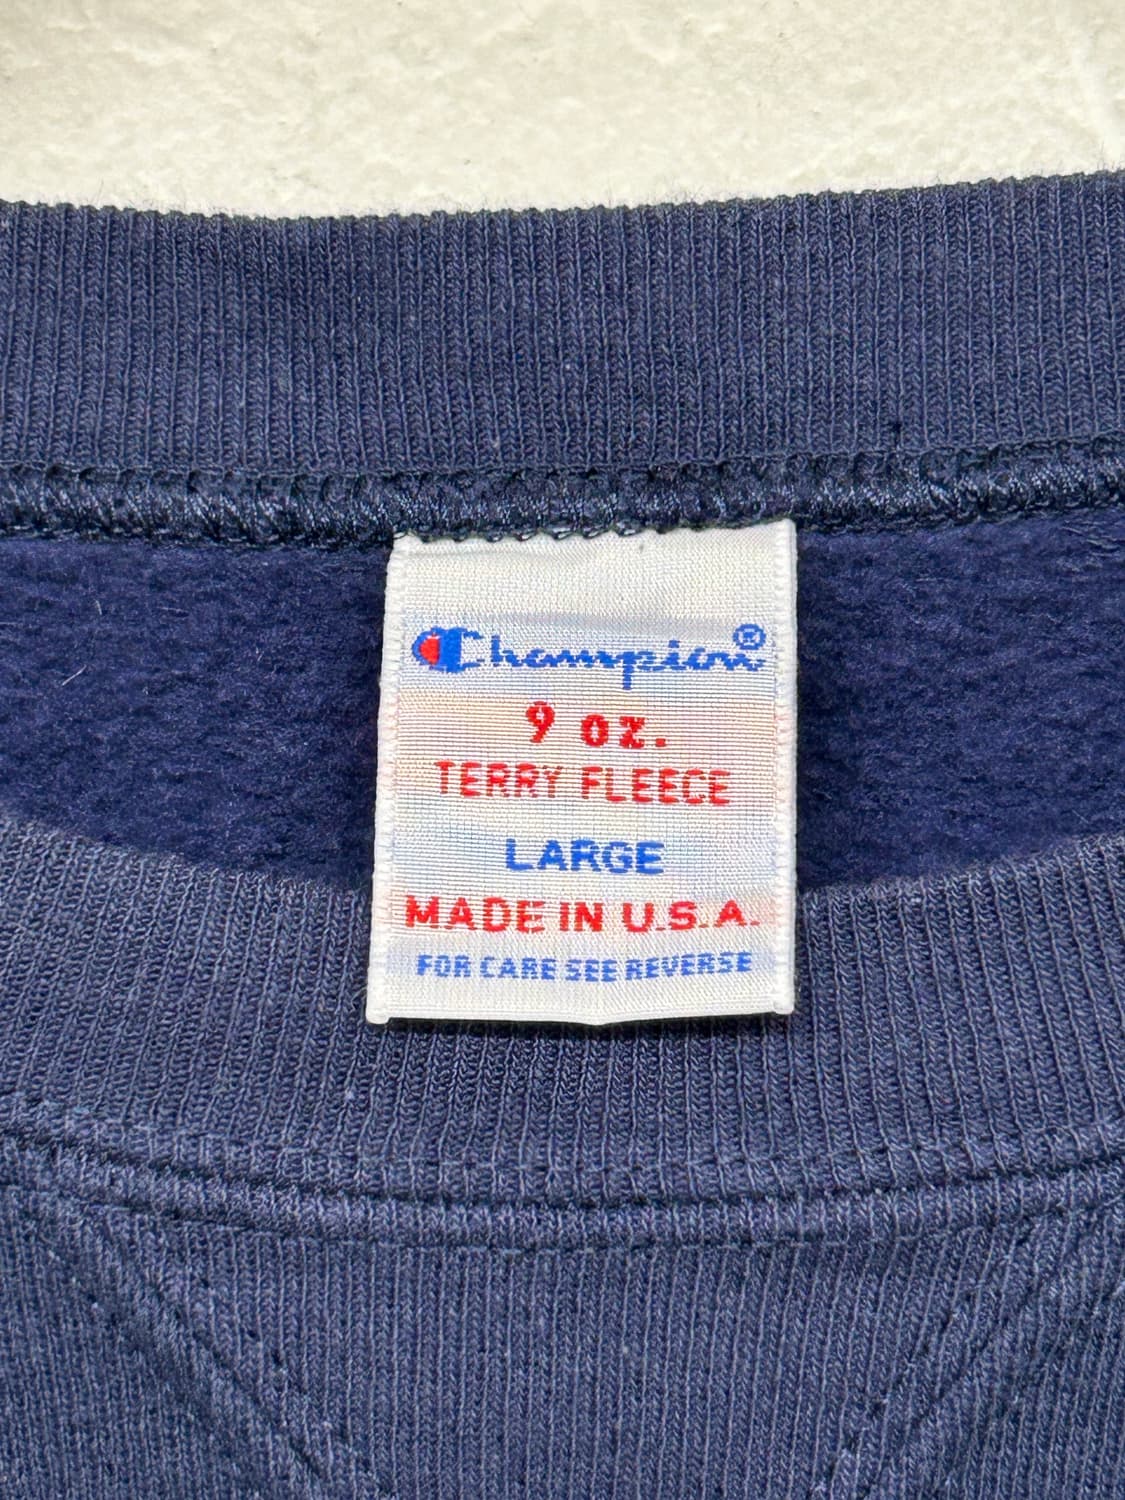 Champion®
9 oz.
TERRY FLEECE
LARGE
MADE IN U.S.A.
FOR CARE SEE REVERSE